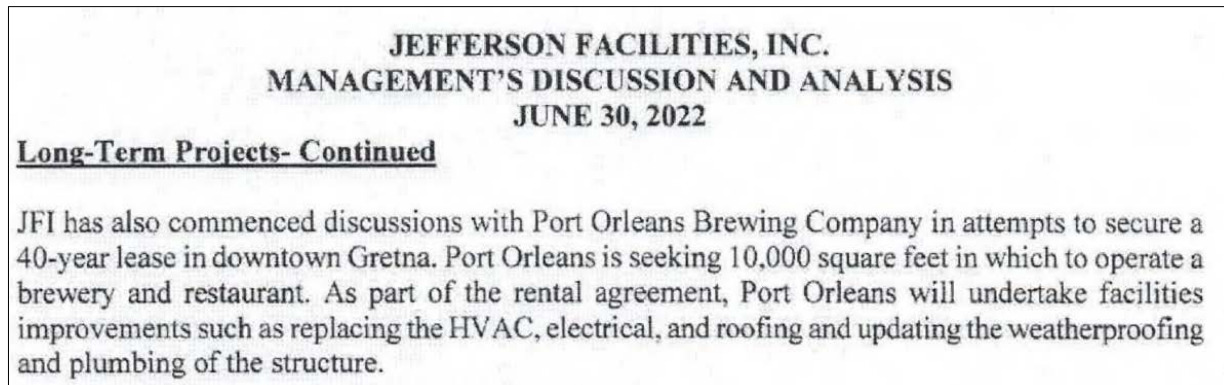 JEFFERSON FACILITIES, INC.
MANAGEMENT'S DISCUSSION AND ANALYSIS
JUNE 30, 2022
Long-Term Projects- Continued
JFI has also commenced discussions with Port Orleans Brewing Company in attempts to secure a
40-year lease in downtown Gretna. Port Orleans is seeking 10,000 square feet in which to operate a
brewery and restaurant. As part of the rental agreement, Port Orleans will undertake facilities
improvements such as replacing the HVAC, electrical, and roofing and updating the weatherproofing
and plumbing of the structure.